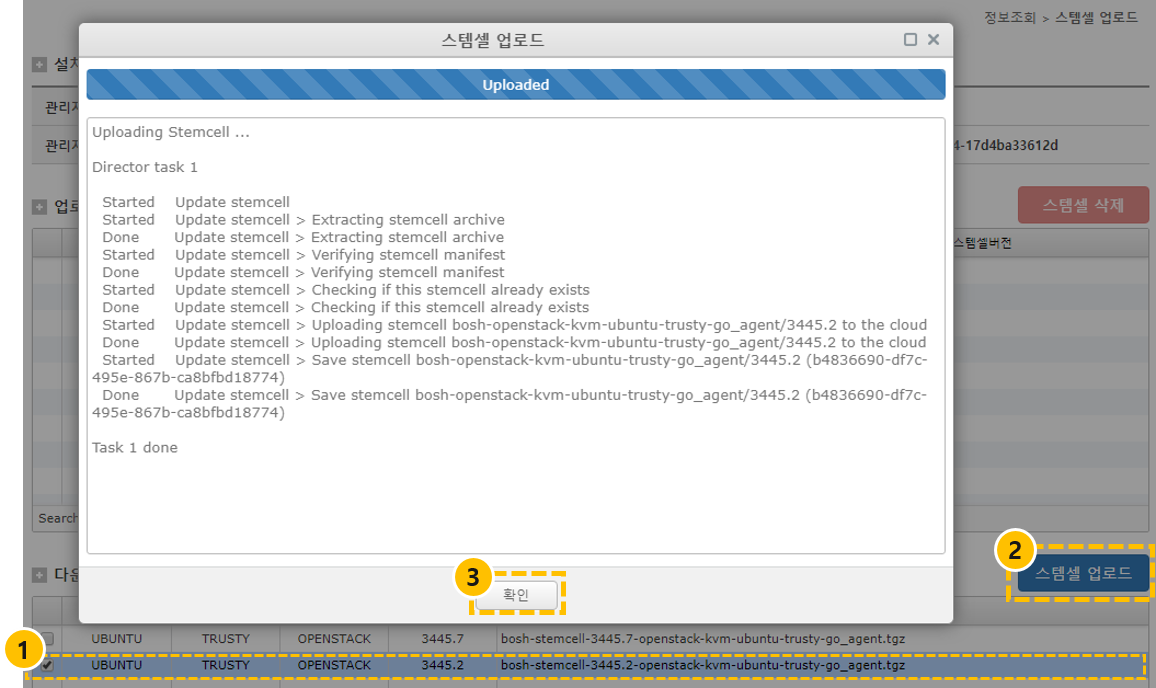 정보조회 > 스템셀 업로드
스템셀 업로드
설치
Uploaded
관리자
관리자
4-17d4ba33612d
Uploading Stemcell ...
Director task 1
Started Update stemcell
Started Update stemcell > Extracting stemcell archive
Done Update stemcell > Extracting stemcell archive
Started Update stemcell > Verifying stemcell manifest
Done Update stemcell > Verifying stemcell manifest
Started Update stemcell > Checking if this stemcell already exists
Done Update stemcell > Checking if this stemcell already exists
Started Update stemcell > Uploading stemcell bosh-openstack-kvm-ubuntu-trusty-go_agent/3445.2 to the cloud
Done Update stemcell > Uploading stemcell bosh-openstack-kvm-ubuntu-trusty-go_agent/3445.2 to the cloud
Started Update stemcell > Save stemcell bosh-openstack-kvm-ubuntu-trusty-go_agent/3445.2 (b4836690-df7c-
495e-867b-ca8bfbd18774)
Done Update stemcell > Save stemcell bosh-openstack-kvm-ubuntu-trusty-go_agent/3445.2 (b4836690-df7c-
495e-867b-ca8bfbd18774)
Task 1 done
업로
스템셀 삭제
스템셀버전
Search
2
다운
스템셀 업로드
3
확인
UBUNTU TRUSTY OPENSTACK 3445.7 bosh-stemcell-3445.7-openstack-kvm-ubuntu-trusty-go_agent.tgz
1
UBUNTU TRUSTY OPENSTACK 3445.2 bosh-stemcell-3445.2-openstack-kvm-ubuntu-trusty-go_agent.tgz